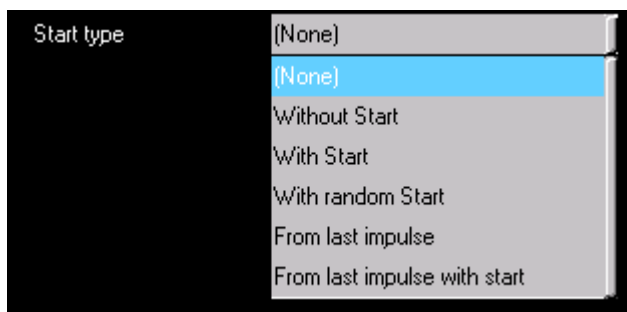 Start type (None)
(None)
Without Start
With Start
With random Start
From last impulse
From last impulse with start